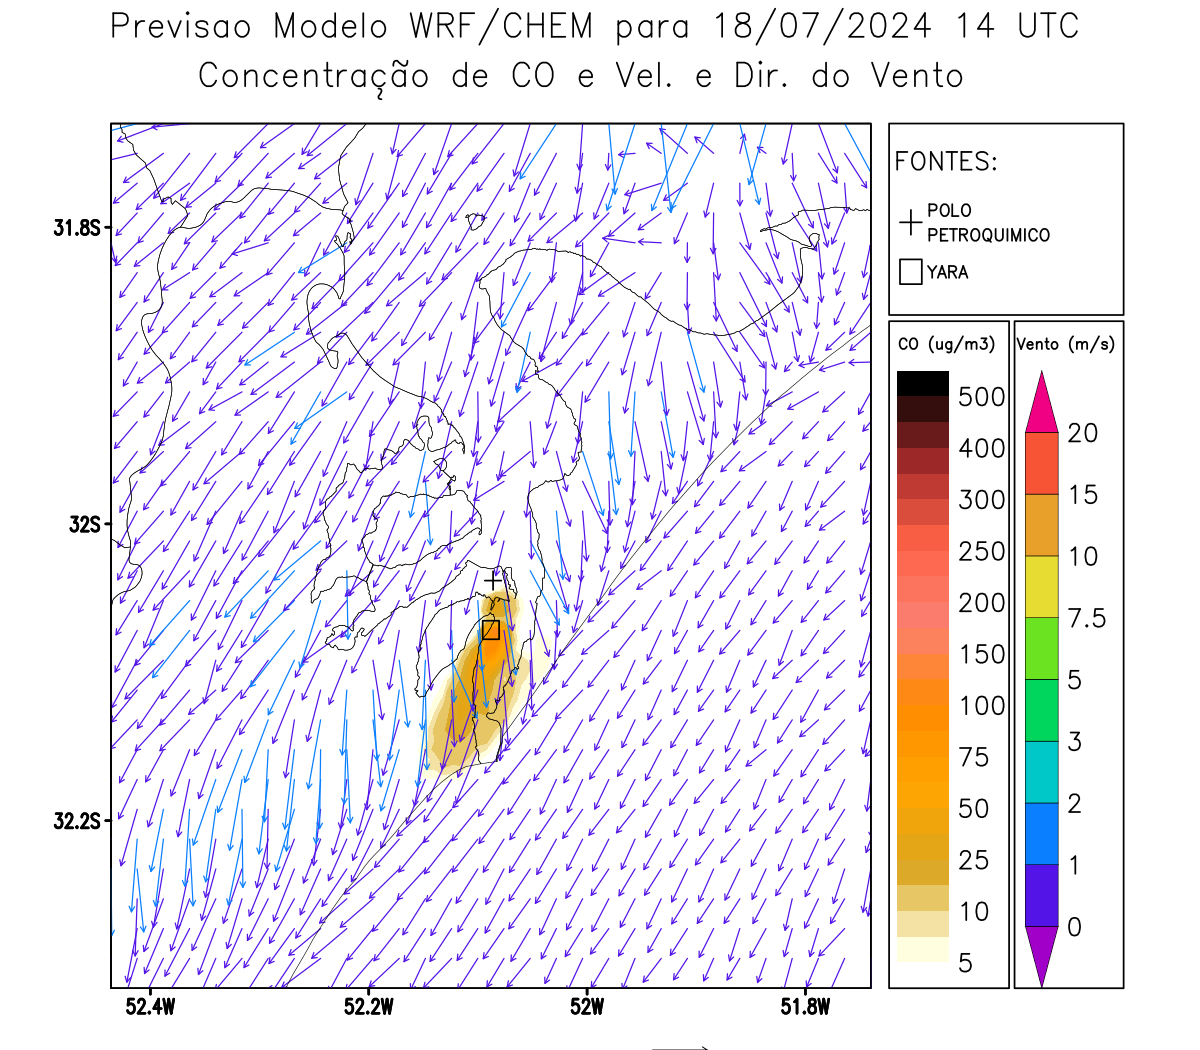 Previsao Modelo WRF/CHEM para 18/07/2024 14 UTC
Concentração de CO e Vel. e Dir. do Vento
FONTES:
POLO
PETROQUIMICO
YARA
CO (ug/m3)
500
400
300
250
200
150
100
75
50
25
10
5
Vento (m/s)
20
15
10
7.5
5
3
2
1
0
31.8S
32S
32.2S
52.4W
52.2W
52W
51.8W